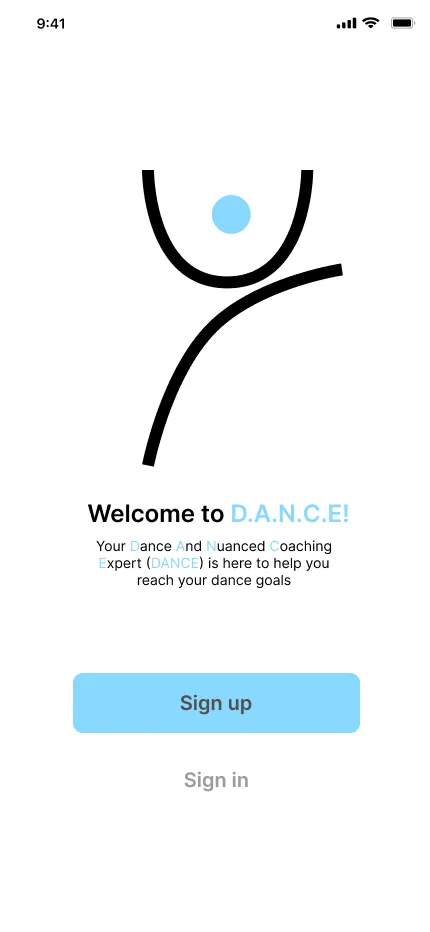 9:41
Welcome to D.A.N.C.E!
Your Dance And Nuanced Coaching
Expert (DANCE) is here to help you
reach your dance goals
Sign up
Sign in